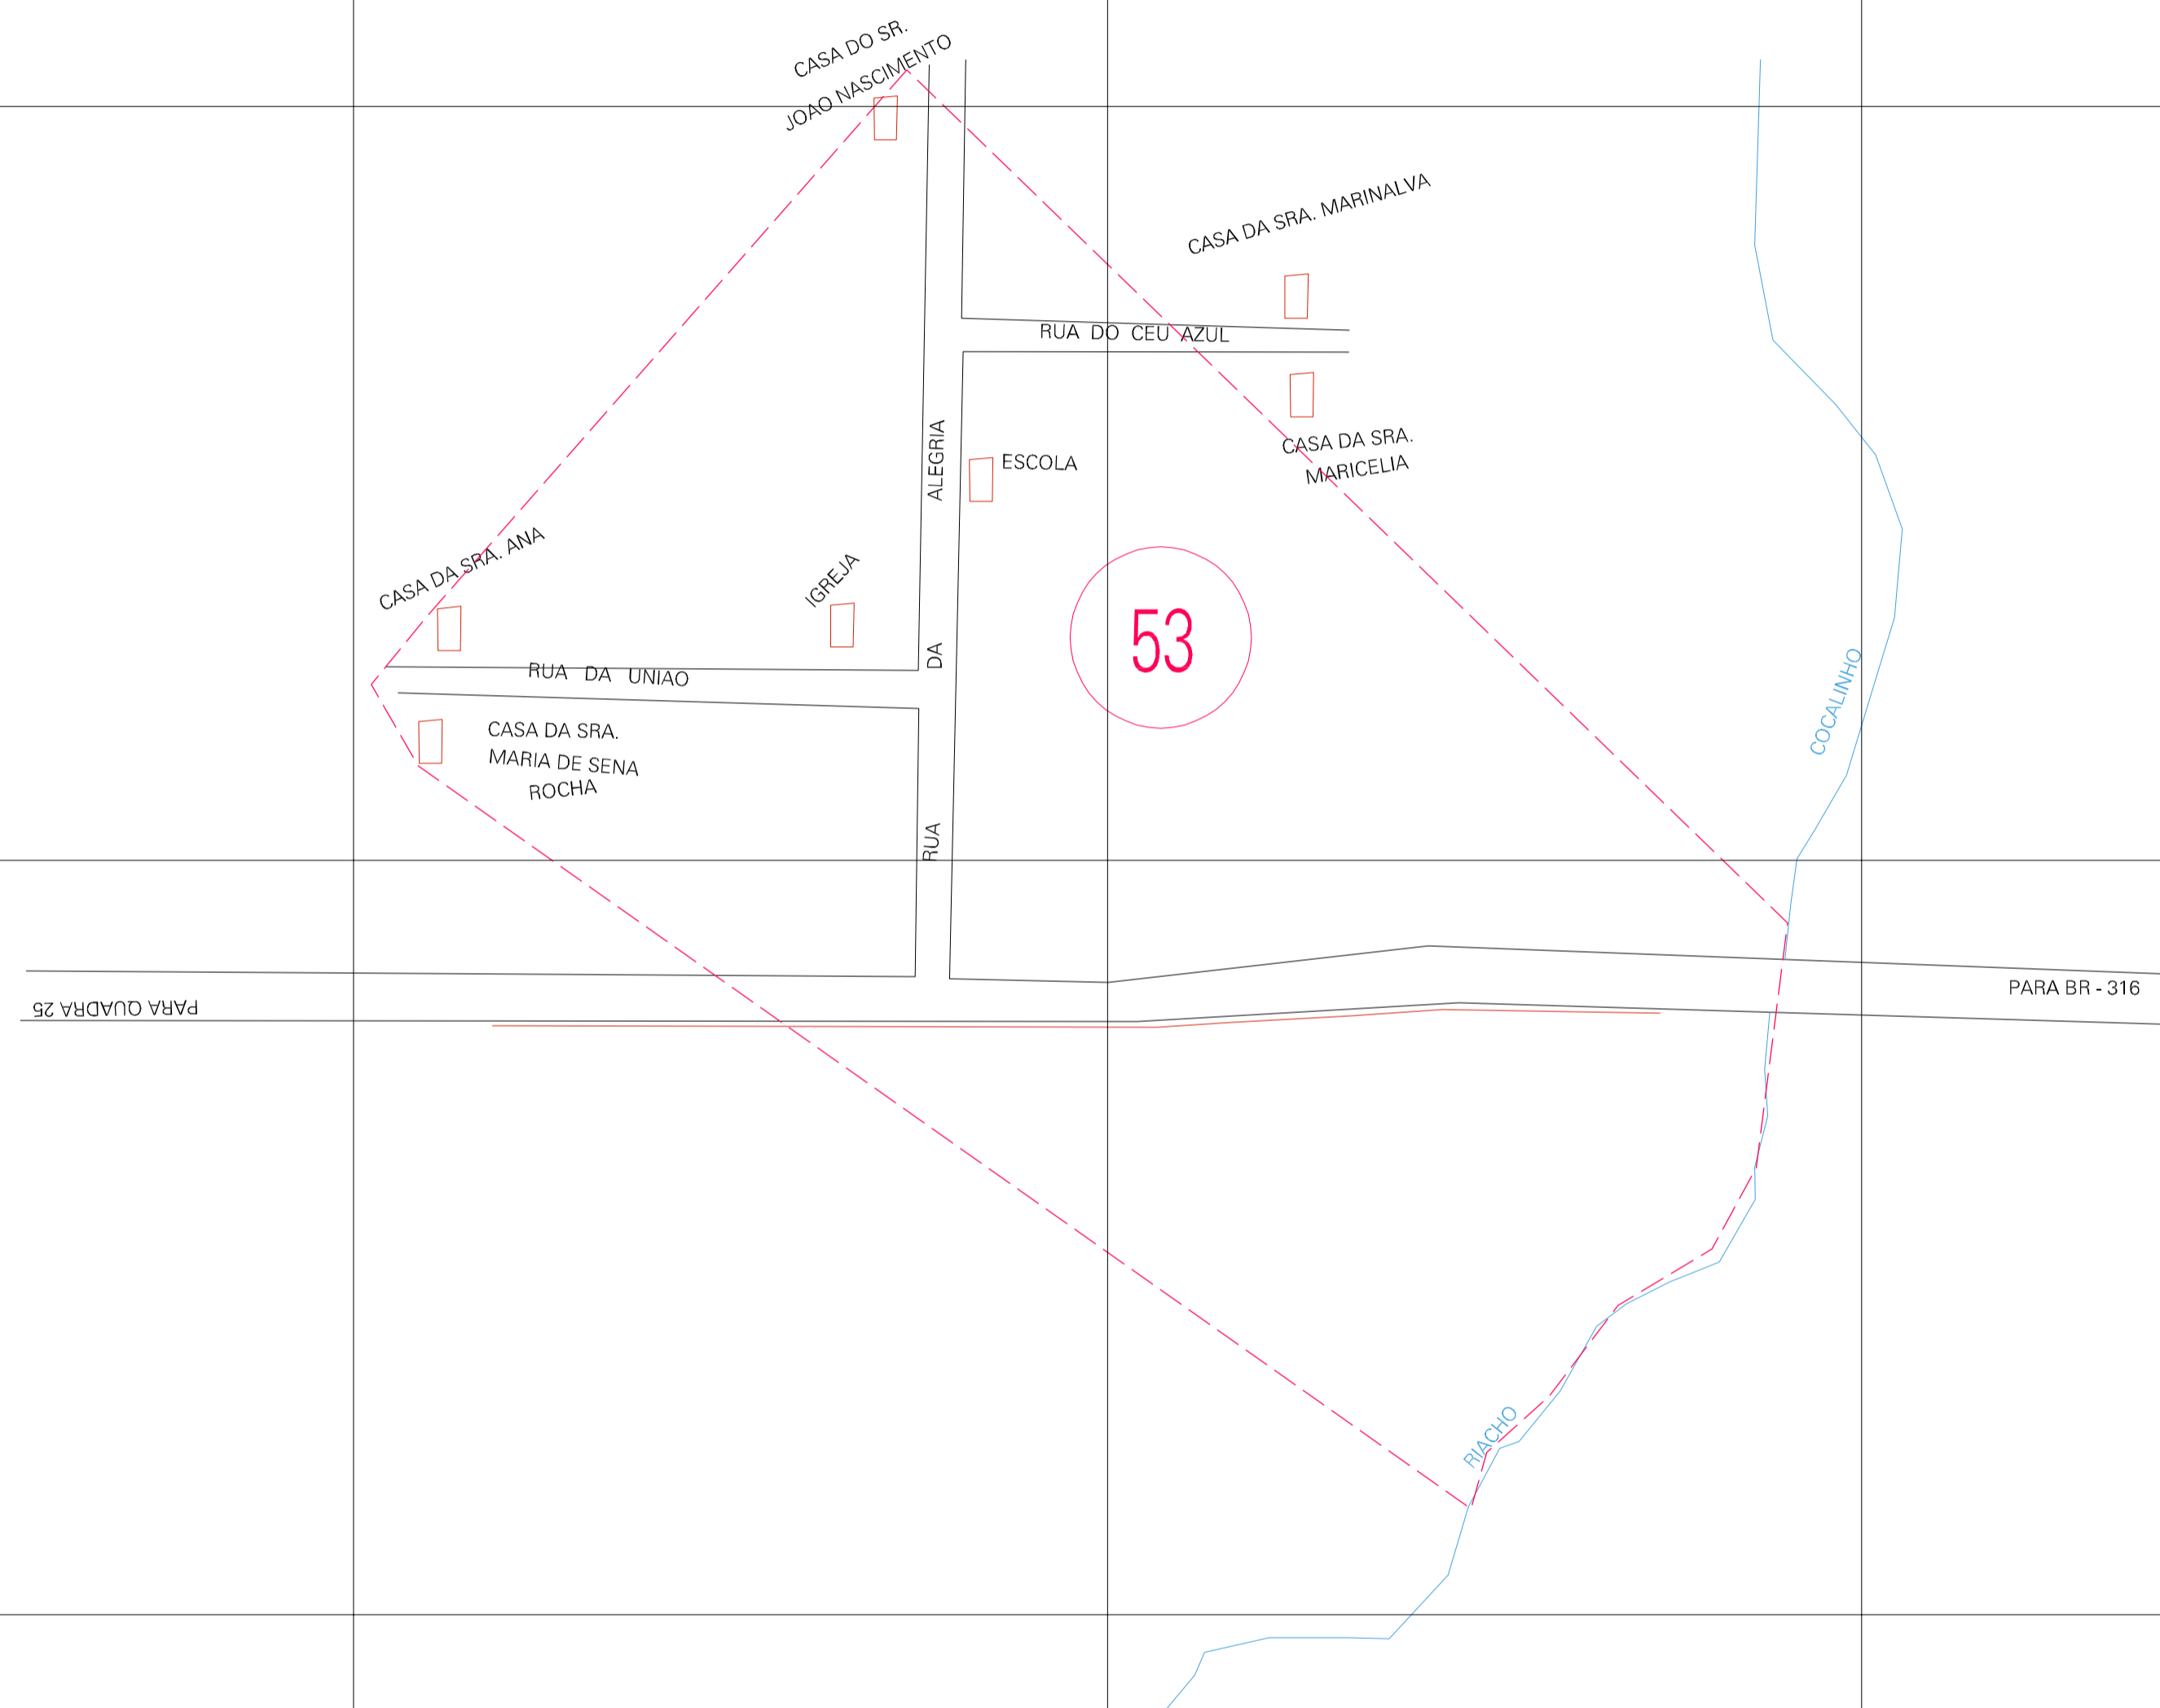 CASA DO SR.
JOAO NASCIMENTO
CASA DA SRA. MARINALVA
RUA DO CEU AZUL
CASA DA SRA.
MARICELIA
ESCOLA
RUA DA ALEGRIA
CASA DA SRA. ANA
IGREJA
53
RUA DA UNIAO
CASA DA SRA.
MARIA DE SENA
ROCHA
PARA QUADRA 25
PARA BR - 316
RIACHO COCALINHO